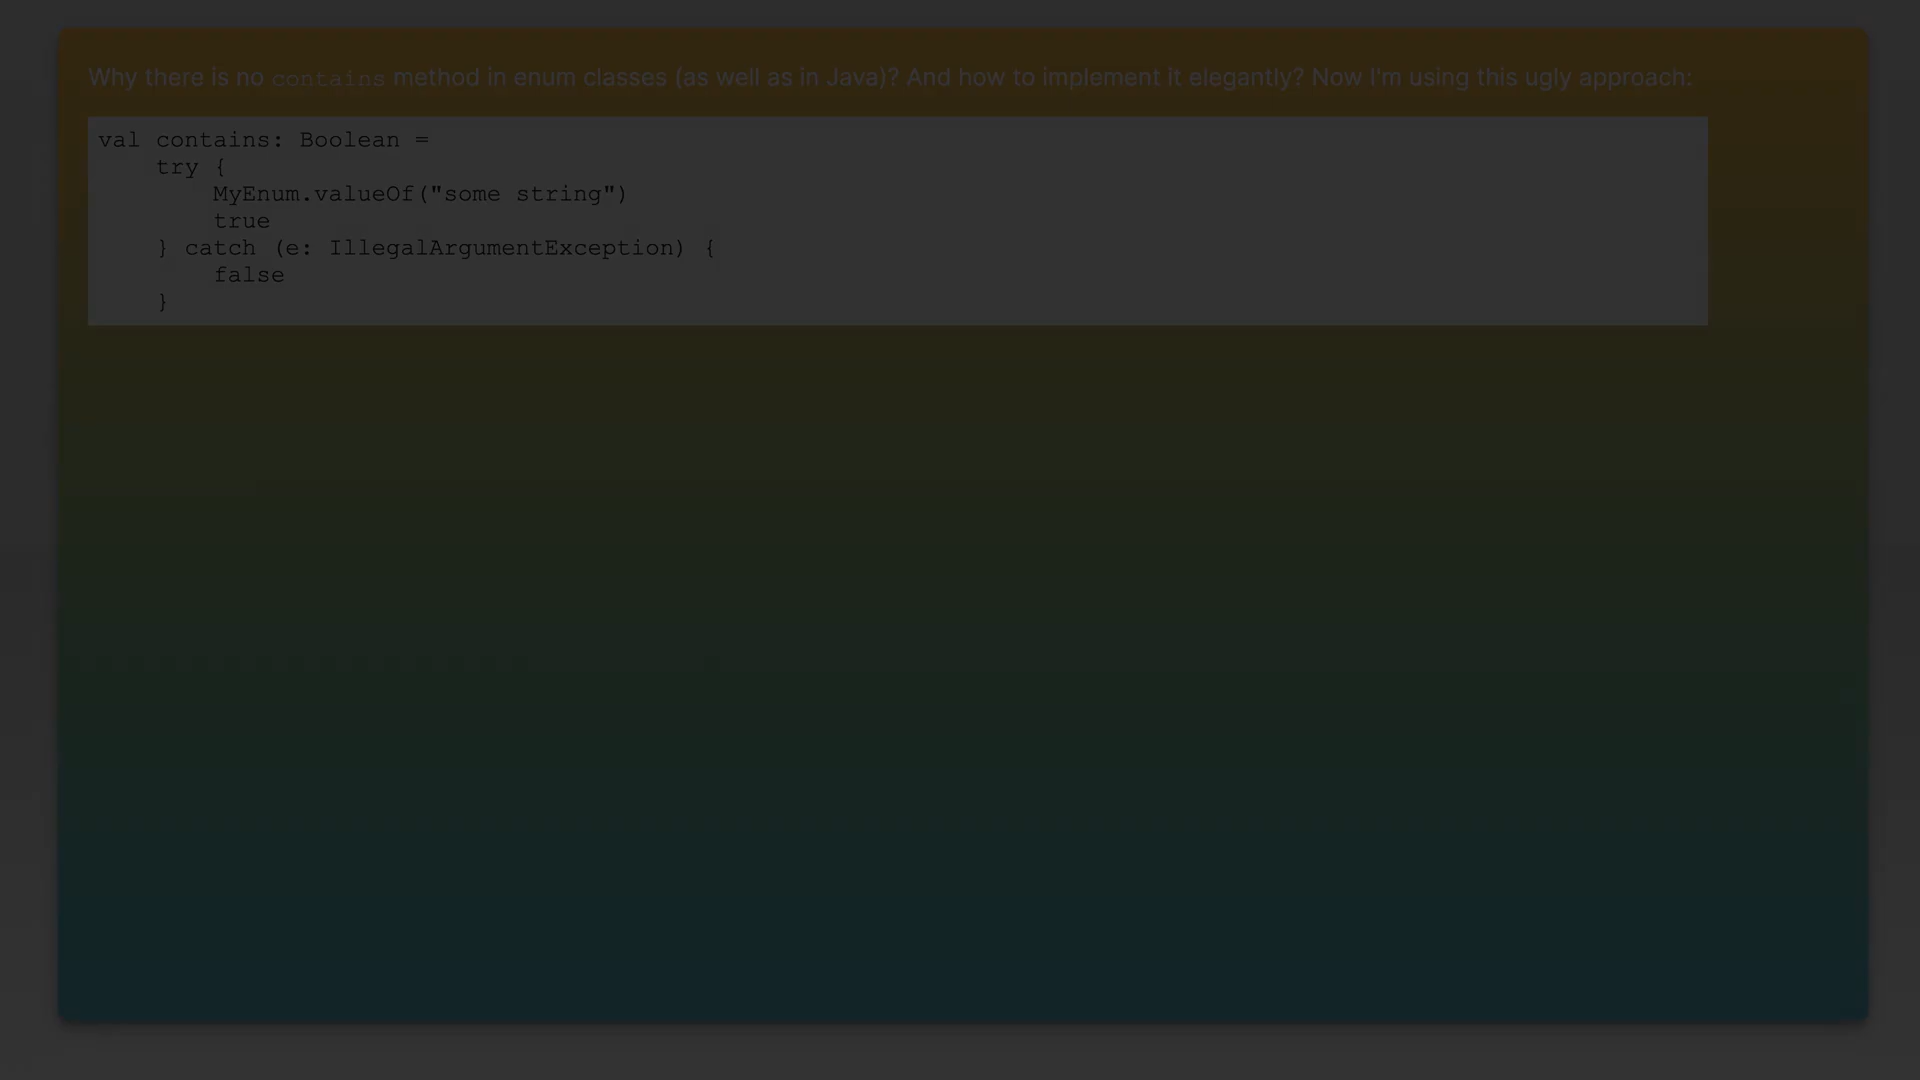 Why there is no contains method in enum classes (as well as in Java)? And how to implement it elegantly? Now I'm using this ugly approach:
val contains: Boolean =
    try {
        MyEnum.valueOf("some string")
        true
    } catch (e: IllegalArgumentException) {
        false
    }